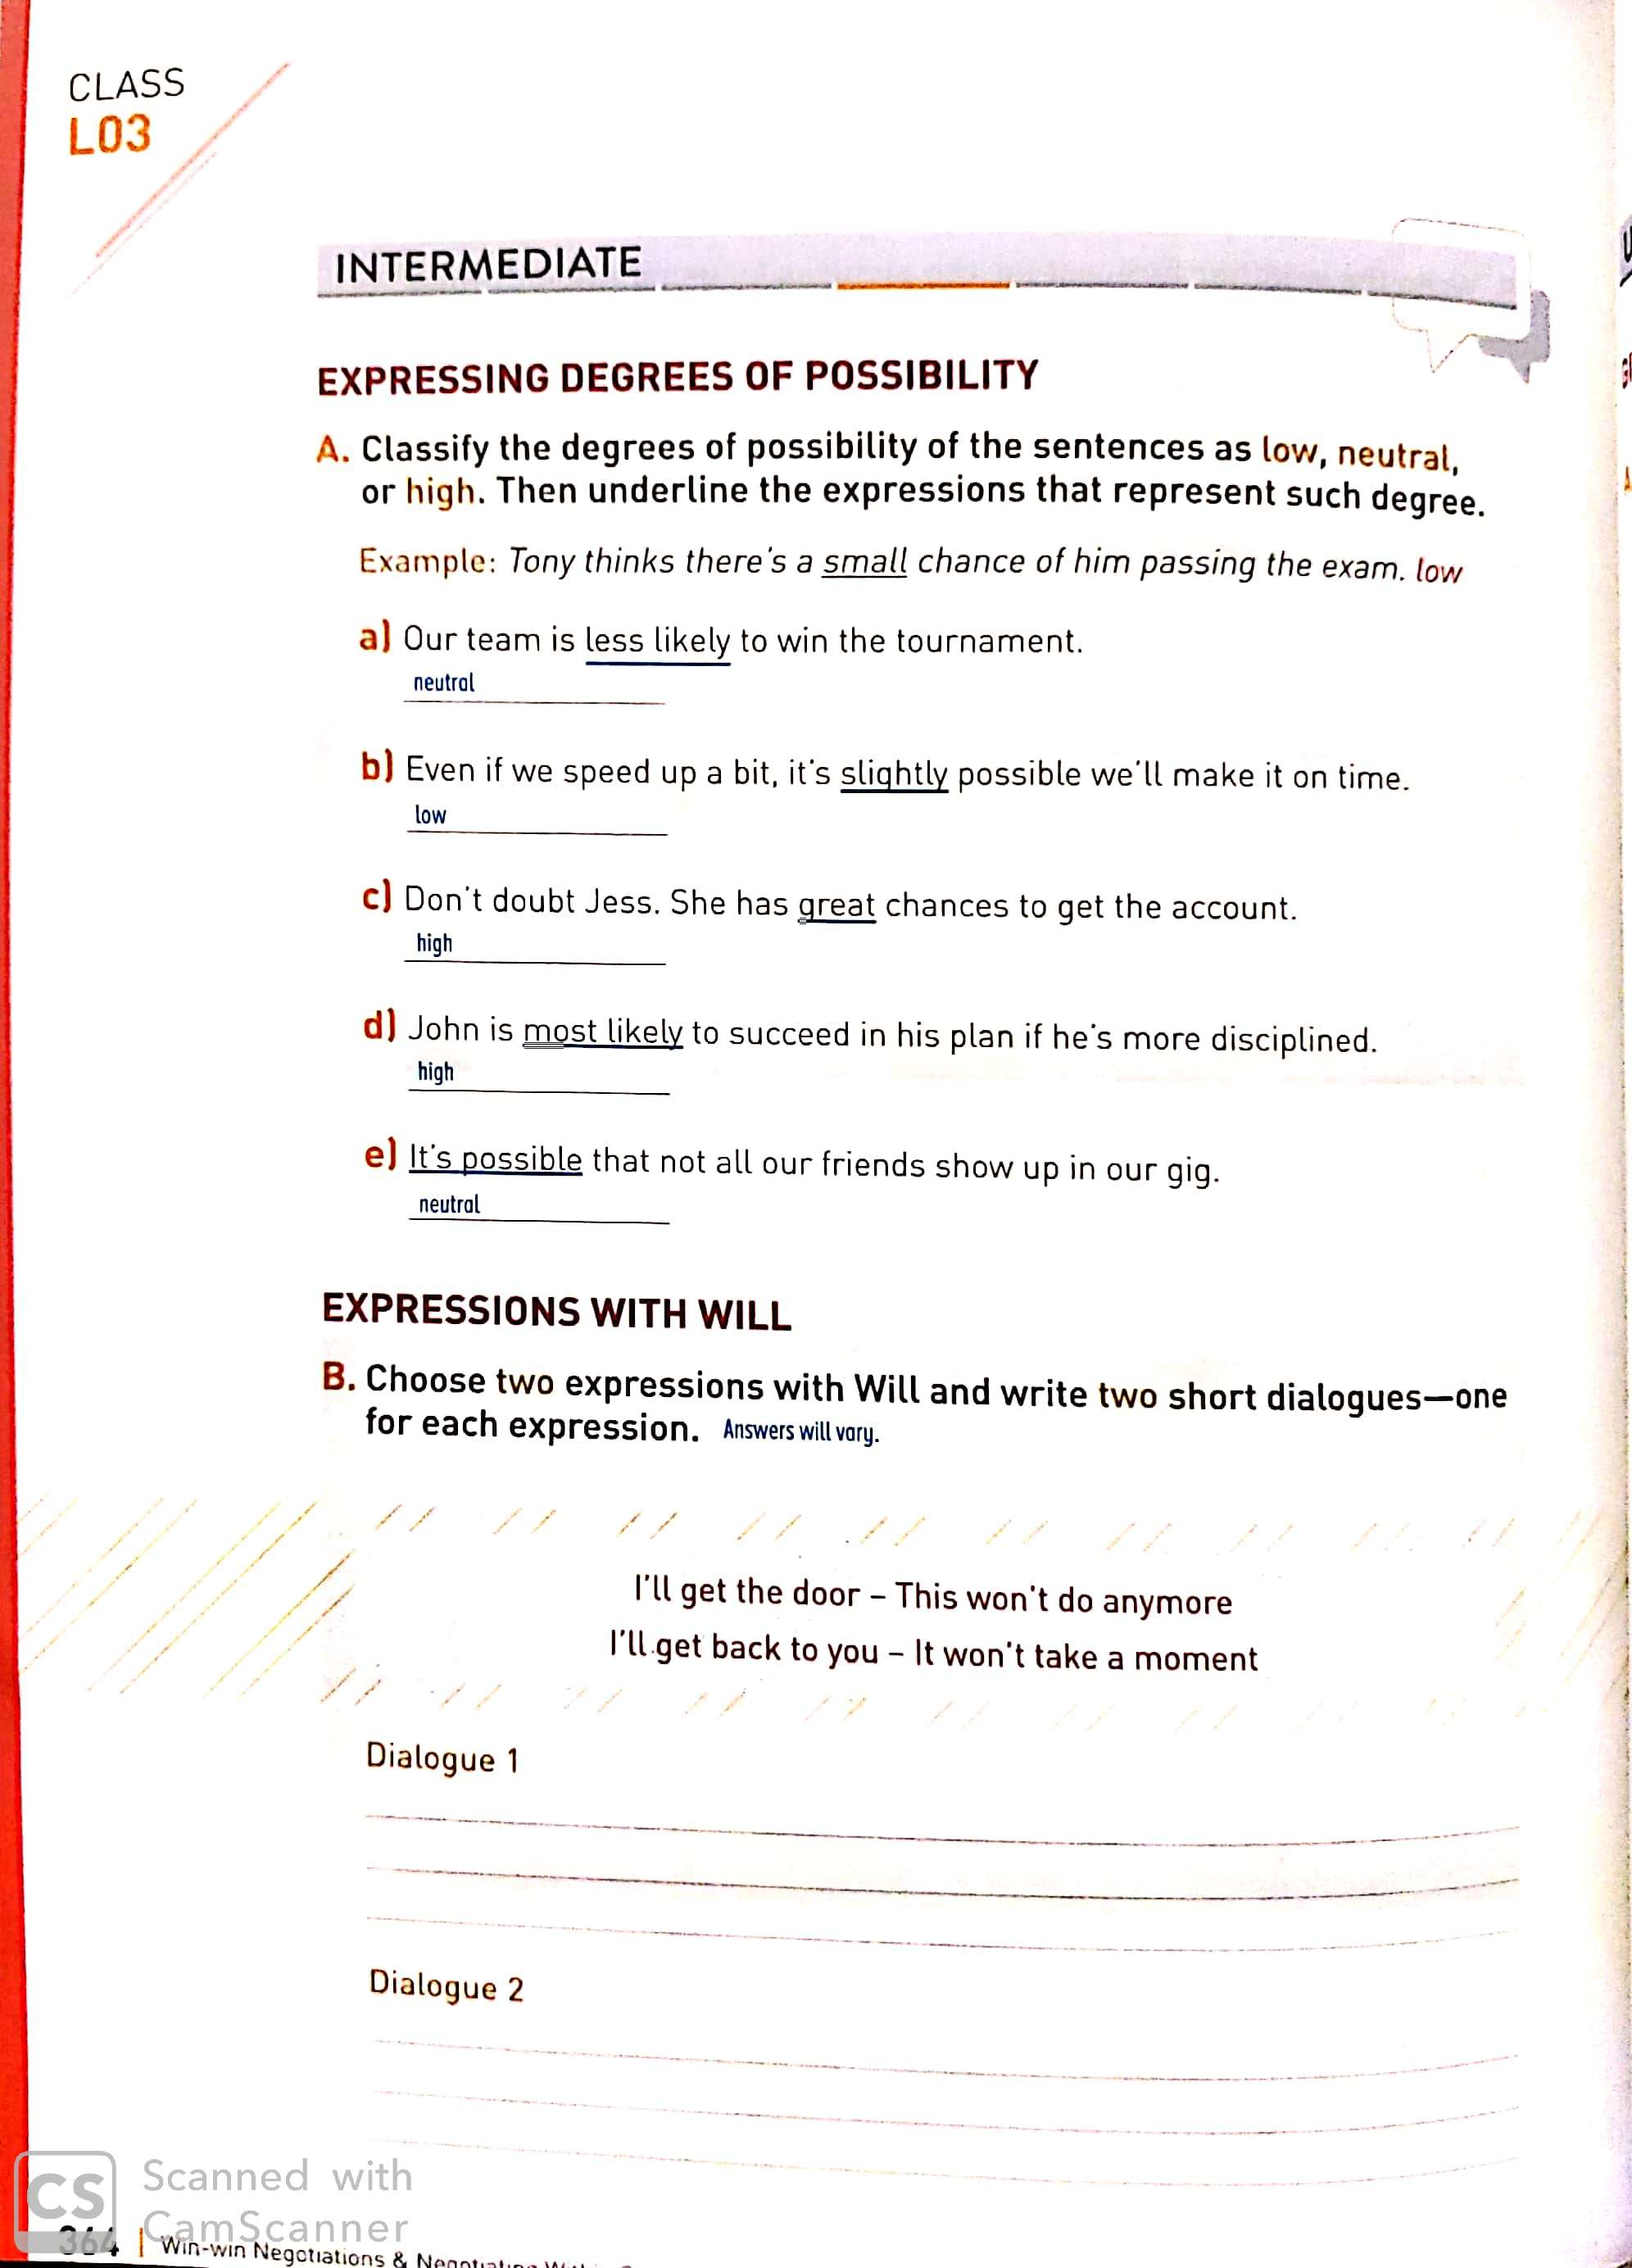 CLASS
L03
INTERMEDIATE
EXPRESSING DEGREES OF POSSIBILITY
A. Classify the degrees of possibility of the sentences as low, neutral,
or high. Then underline the expressions that represent such degree.
Example: Tony thinks there's a small chance of him passing the exam. low
a) Our team is less likely to win the tournament.
neutral
b) Even if we speed up a bit, it's slightly possible we'll make it on time.
low
c) Don't doubt Jess. She has great chances to get the account.
high
d) John is most likely to succeed in his plan if he's more disciplined.
high
e) It's possible that not all our friends show up in our gig.
neutral
EXPRESSIONS WITH WILL
B. Choose two expressions with Will and write two short dialogues—one
for each expression. Answers will vary.
I'll get the door – This won't do anymore
I'll get back to you – It won't take a moment
Dialogue 1
Dialogue 2
CS Scanned with
CamScanner
364 | Win-win Negotiations &